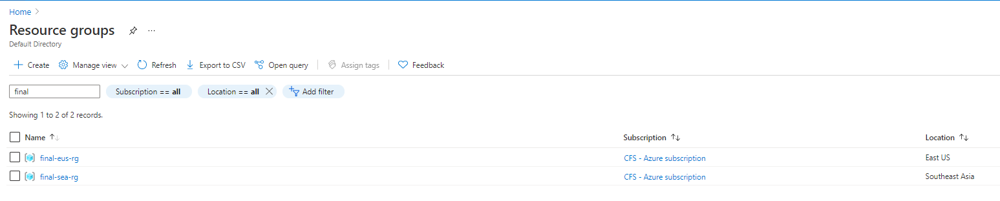 Home
Resource groups ...
Default Directory
Create Manage view Refresh Export to CSV Open query Assign tags Feedback
final Subscription == all Location == all Add filter
Showing 1 to 2 of 2 records.
Name Subscription Location
final-eus-rg CFS - Azure subscription East US
final-sea-rg CFS - Azure subscription Southeast Asia